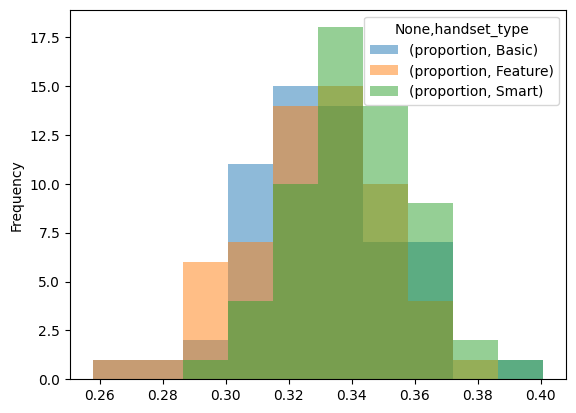 None,handset_type
(proportion, Basic)
(proportion, Feature)
(proportion, Smart)
Frequency
17.5
15.0
12.5
10.0
7.5
5.0
2.5
0.0
0.26 0.28 0.30 0.32 0.34 0.36 0.38 0.40